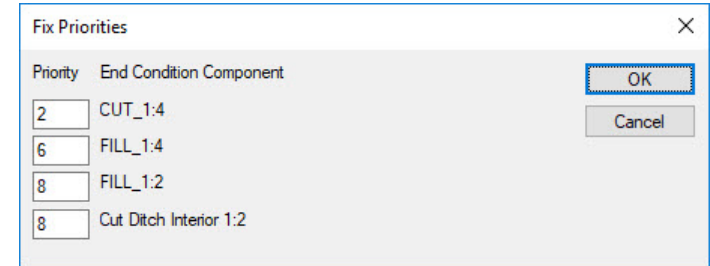 Fix Priorities
Priority End Condition Component
OK
2 CUT_1:4
Cancel
6 FILL_1:4
8 FILL_1:2
8 Cut Ditch Interior 1:2